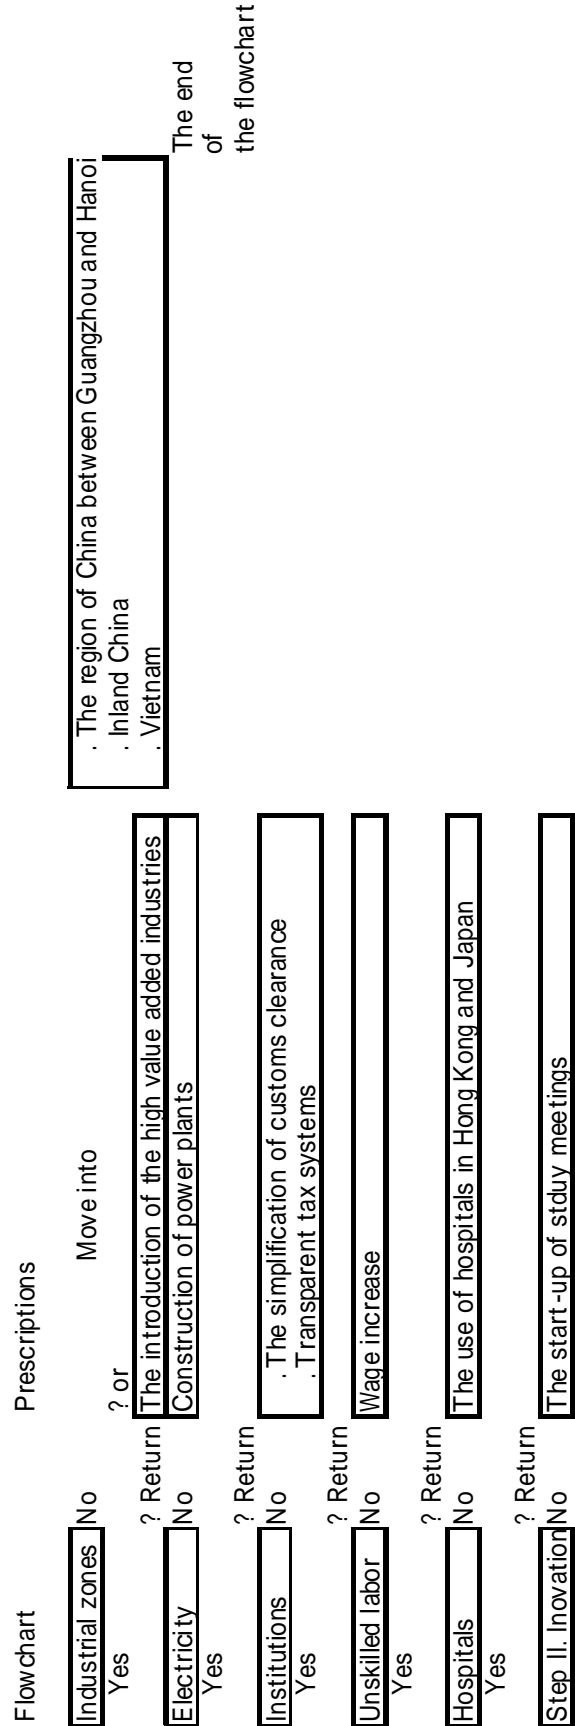 Flowchart
Prescriptions
Industrial zones
No
Move into
. The region of China between Guangzhou and Hanoi
Yes
. Inland China
? or
. Vietnam
? Return
The introduction of the high value added industries
The end
of
the flowchart
Electricity
No
Construction of power plants
Yes
? Return
Institutions
No
. The simplification of customs clearance
Yes
. Transparent tax systems
? Return
Unskilled labor
No
Wage increase
Yes
? Return
Hospitals
No
The use of hospitals in Hong Kong and Japan
Yes
? Return
Step II. Inovation
No
The start-up of stduy meetings